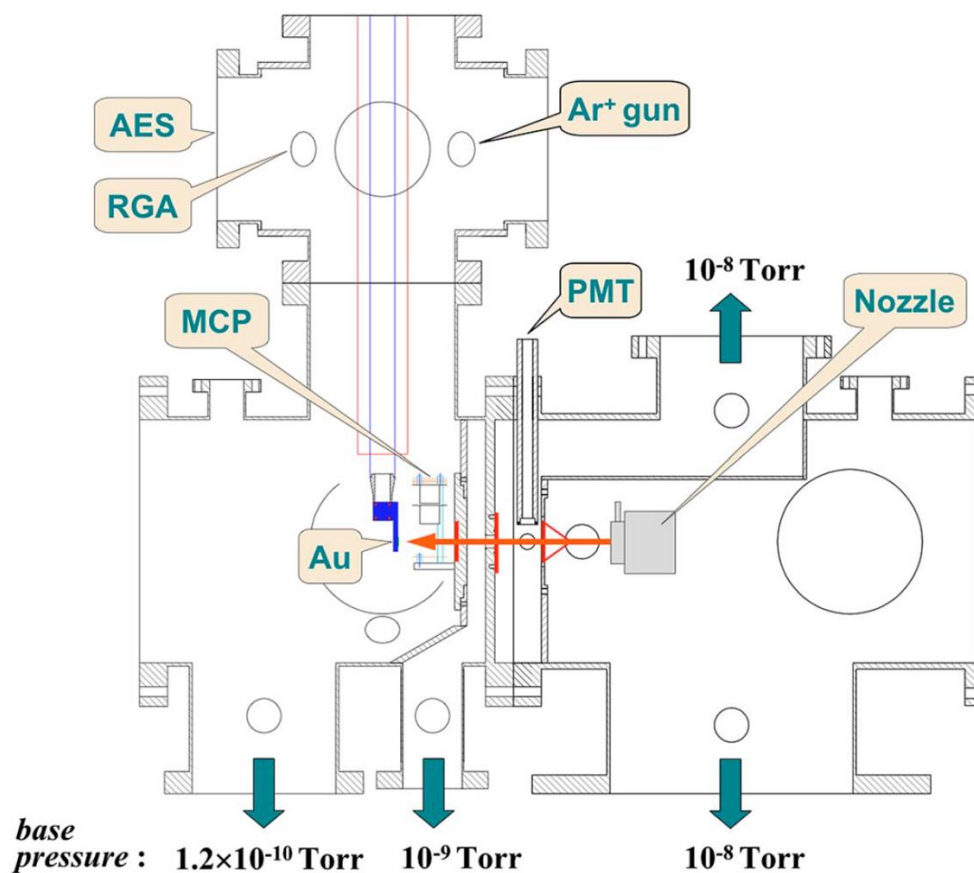 AES
Ar⁺ gun
RGA
10⁻⁸ Torr
PMT
Nozzle
MCP
Au
base
pressure : 1.2×10⁻¹⁰ Torr 10⁻⁹ Torr 10⁻⁸ Torr